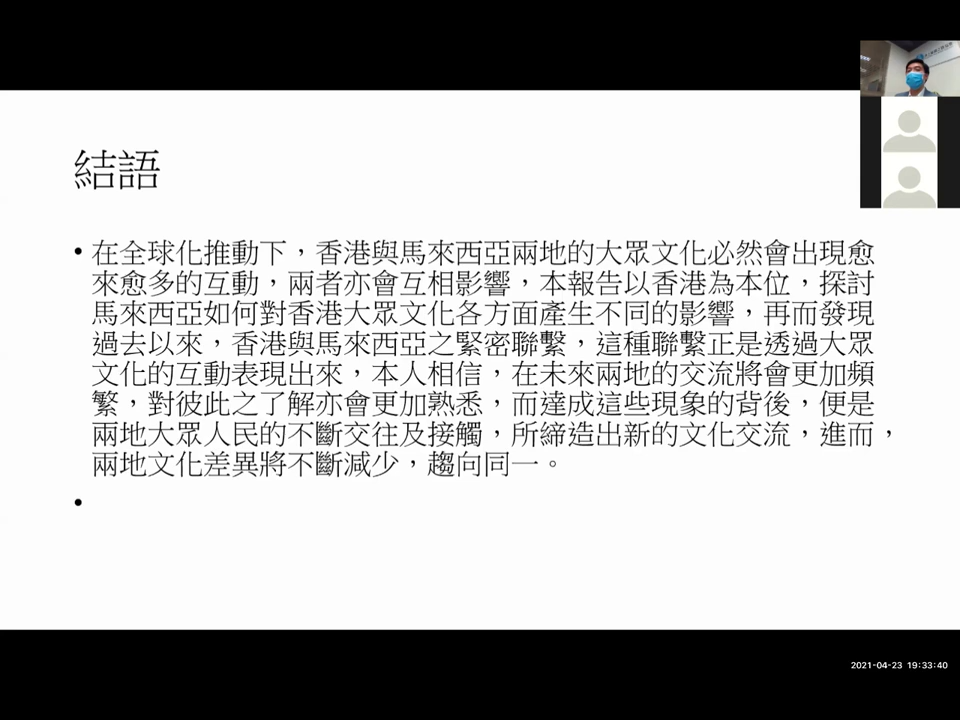 結語
• 在全球化推動下，香港與馬來西亞兩地的大眾文化必然會出現愈
來愈多的互動，兩者亦會互相影響，本報告以香港為本位，探討
馬來西亞如何對香港大眾文化各方面產生不同的影響，再而發現
過去以來，香港與馬來西亞之緊密聯繫，這種聯繫正是透過大眾
文化的互動表現出來，本人相信，在未來兩地的交流將會更加頻
繁，對彼此之了解亦會更加熟悉，而達成這些現象的背後，便是
兩地大眾人民的不斷交往及接觸，所締造出新的文化交流，進而，
兩地文化差異將不斷減少，趨向同一。
•
2021-04-23 19:33:40